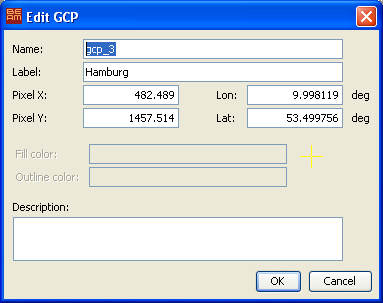 BEAM Edit GCP
Name: gcp_3
Label: Hamburg
Pixel X: 482.489 Lon: 9.998119 deg
Pixel Y: 1457.514 Lat: 53.499756 deg
Fill color:
Outline color:
Description:
OK Cancel